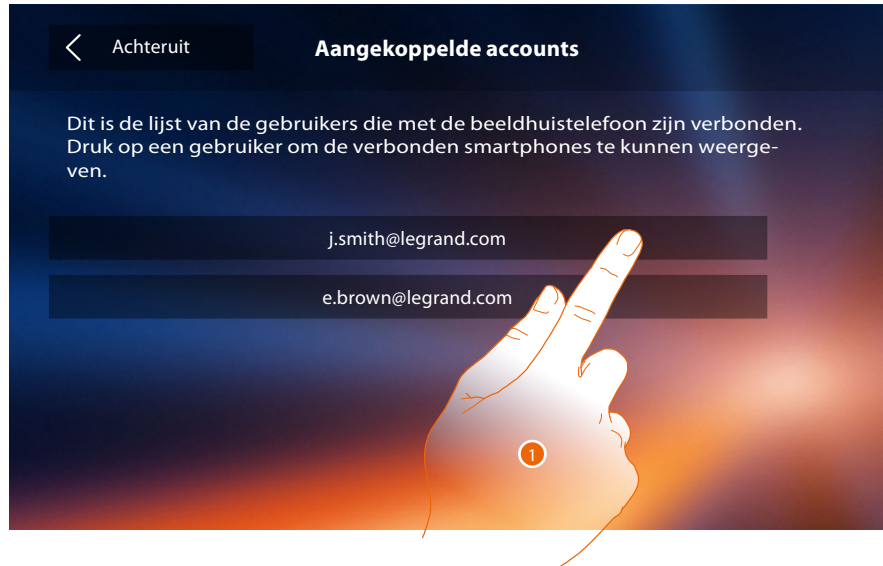 Achteruit
Aangekoppelde accounts
Dit is de lijst van de gebruikers die met de beeldhuistelefoon zijn verbonden.
Druk op een gebruiker om de verbonden smartphones te kunnen weerge-
ven.
j.smith@legrand.com
e.brown@legrand.com
1